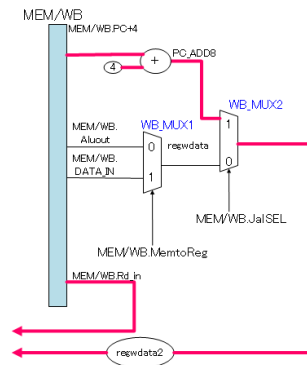 MEM/WB
MEM/WB.PC+4
4
+
PC_ADD8
WB_MUX2
WB_MUX1
1
MEM/WB.
Aluout
0
regwdata
MEM/WB.
DATA_IN
1
0
MEM/WB.JalSEL
MEM/WB.MemtoReg
MEM/WB.Rd_in
regwdata2